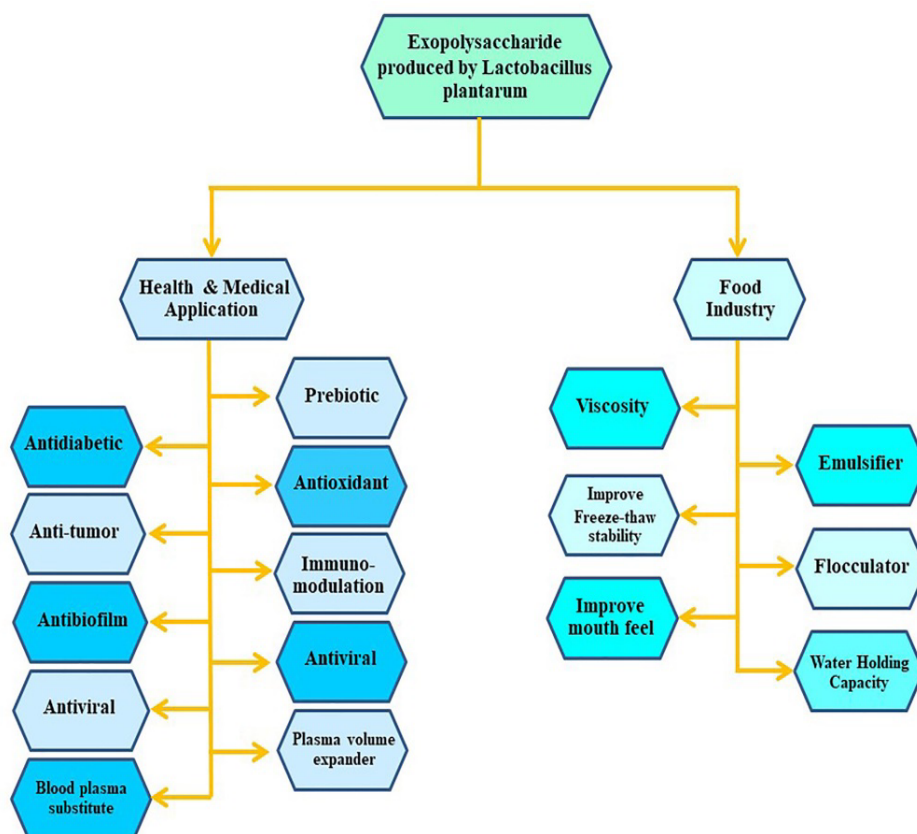 Exopolysaccharide
produced by Lactobacillus
plantarum
Health & Medical
Application
Food
Industry
Prebiotic
Antidiabetic
Antioxidant
Anti-tumor
Immuno-
modulation
Antibiofilm
Antiviral
Antiviral
Plasma volume
expander
Blood plasma
substitute
Viscosity
Emulsifier
Improve
Freeze-thaw
stability
Flocculator
Improve
mouth feel
Water Holding
Capacity